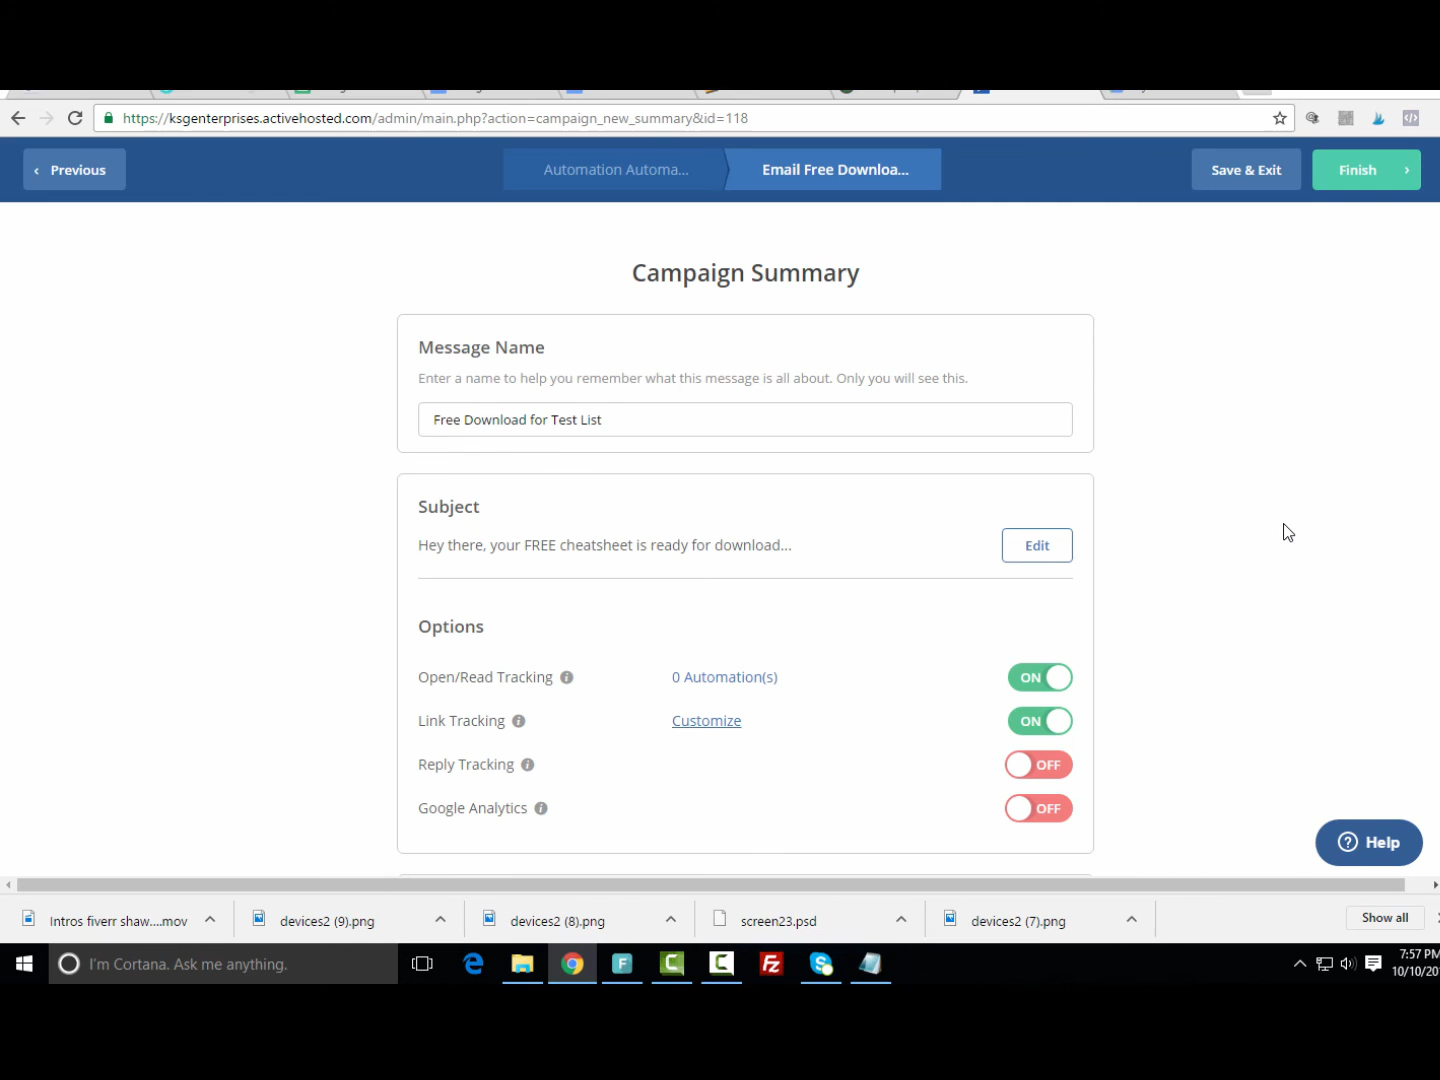 https://ksgenterprises.activehosted.com/admin/main.php?action=campaign_new_summary&id=118
‹ Previous
Automation Automa...
Email Free Downloa...
Save & Exit
Finish ›
Campaign Summary
Message Name
Enter a name to help you remember what this message is all about. Only you will see this.
Free Download for Test List
Subject
Hey there, your FREE cheatsheet is ready for download...
Edit
Options
Open/Read Tracking
0 Automation(s)
ON
Link Tracking
Customize
ON
Reply Tracking
OFF
Google Analytics
OFF
Help
Intros fiverr shaw....mov
devices2 (9).png
devices2 (8).png
screen23.psd
devices2 (7).png
Show all
I'm Cortana. Ask me anything.
7:57 PM
10/10/20